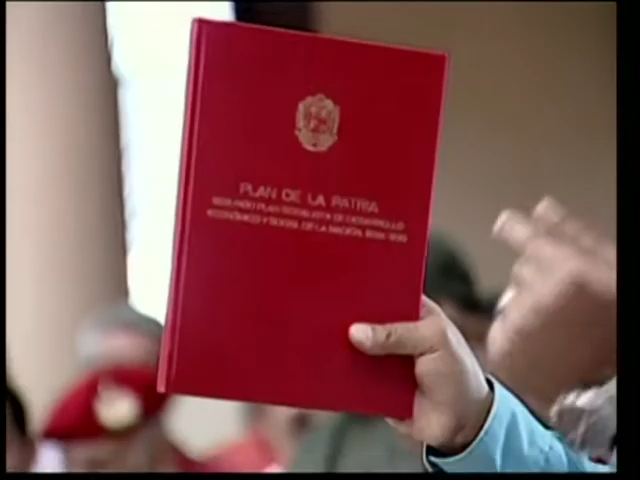 PLAN DE LA PATRIA
SEGUNDO PLAN SOCIALISTA DE DESARROLLO
ECONÓMICO Y SOCIAL DE LA NACIÓN,